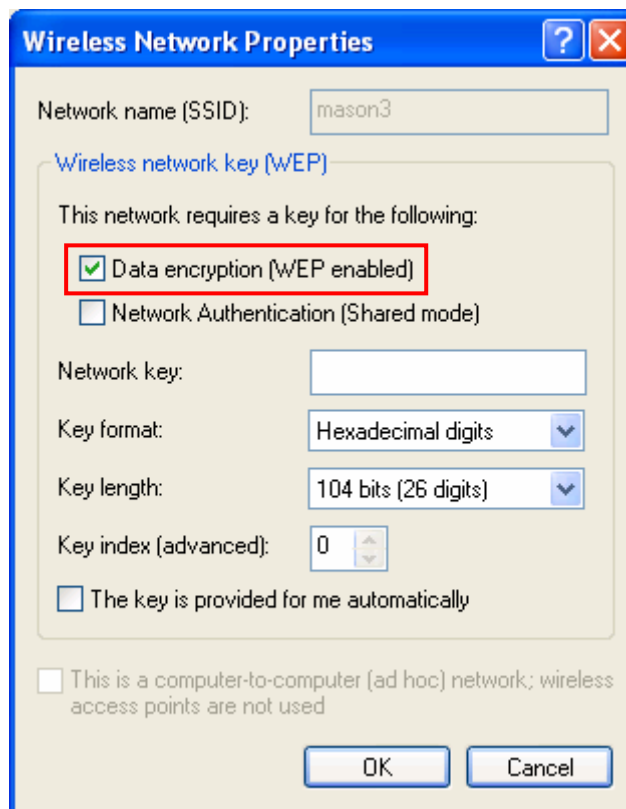 Wireless Network Properties
Network name (SSID): mason3
Wireless network key (WEP)
This network requires a key for the following:
Data encryption (WEP enabled)
Network Authentication (Shared mode)
Network key:
Key format: Hexadecimal digits
Key length: 104 bits (26 digits)
Key index (advanced): 0
The key is provided for me automatically
This is a computer-to-computer (ad hoc) network; wireless
access points are not used
OK Cancel